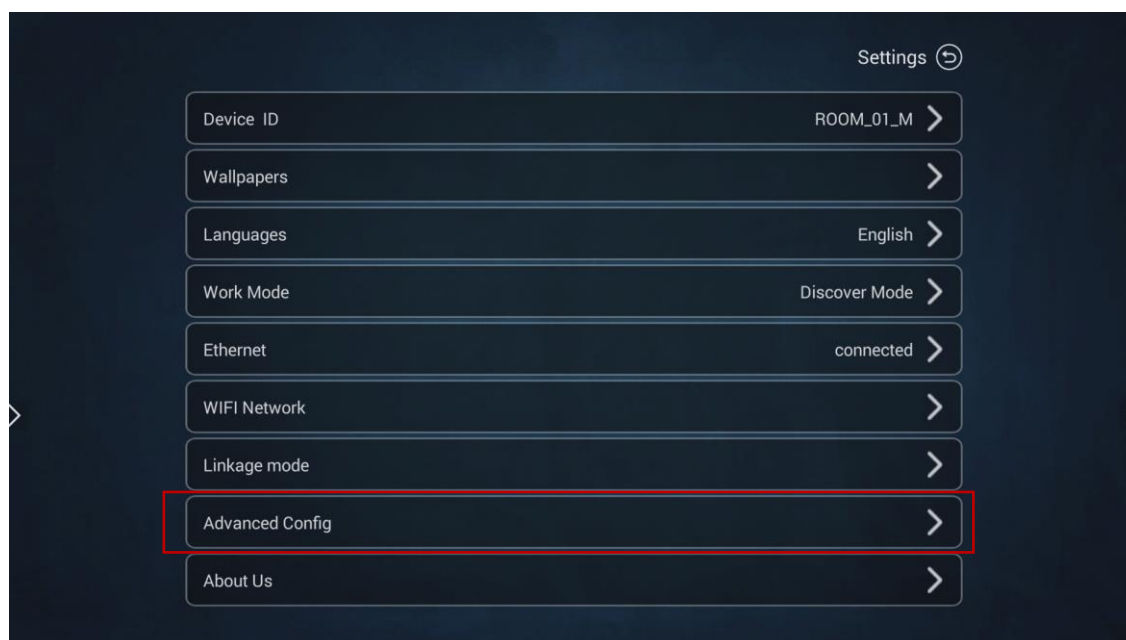 Settings
Device ID ROOM_01_M
Wallpapers
Languages English
Work Mode Discover Mode
Ethernet connected
WIFI Network
Linkage mode
Advanced Config
About Us